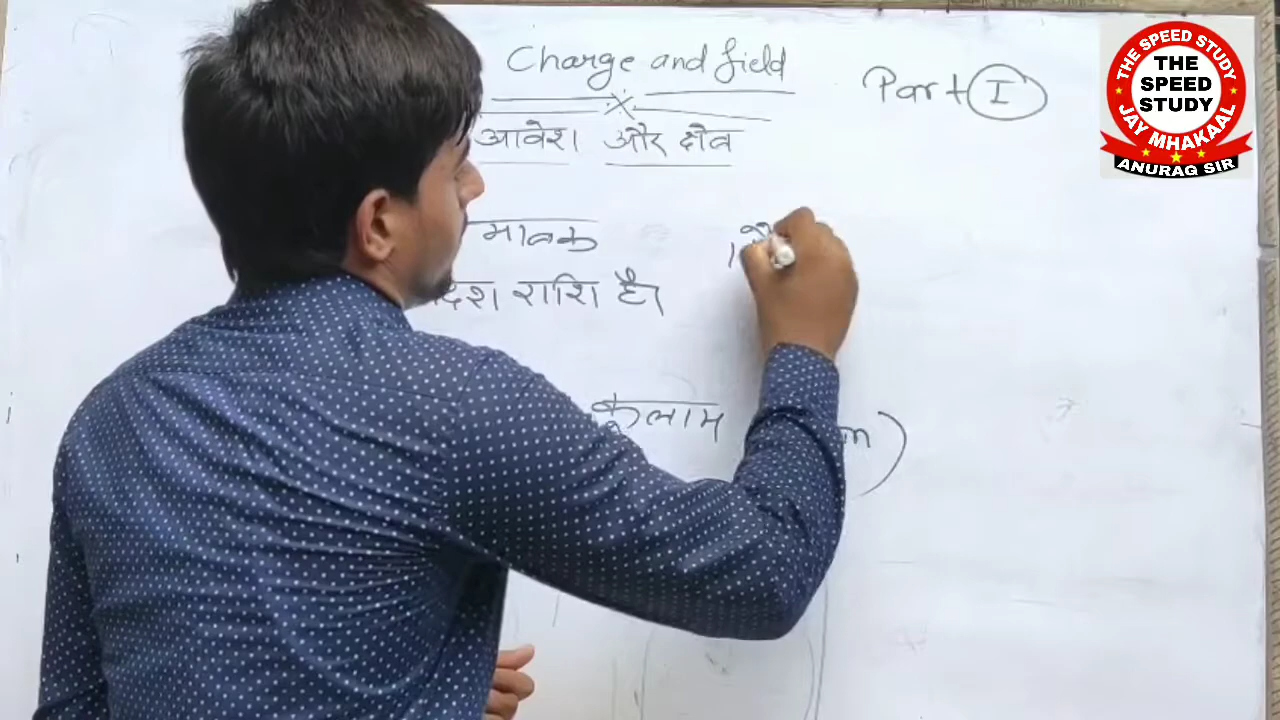 Charge and field
Part I
आवेश और क्षेत्र
मात्रक
राशि है।
कूलाम
THE SPEED STUDY
THE
SPEED
STUDY
JAY MHAKAAL
ANURAG SIR